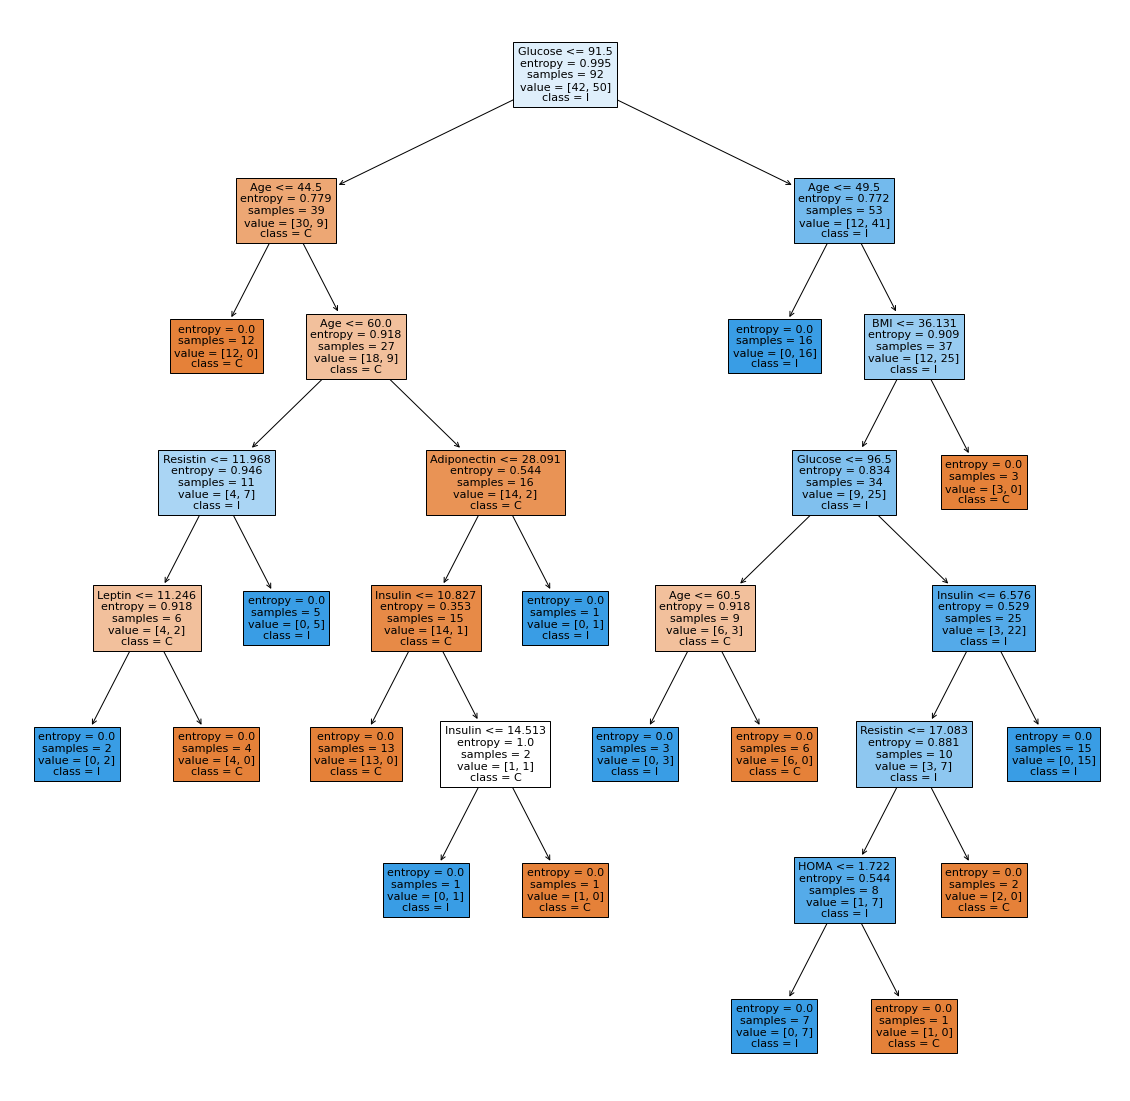 Glucose <= 91.5
entropy = 0.995
samples = 92
value = [42, 50]
class = I
Age <= 44.5
entropy = 0.779
samples = 39
value = [30, 9]
class = C
Age <= 49.5
entropy = 0.772
samples = 53
value = [12, 41]
class = I
entropy = 0.0
samples = 12
value = [12, 0]
class = C
Age <= 60.0
entropy = 0.918
samples = 27
value = [18, 9]
class = C
entropy = 0.0
samples = 16
value = [0, 16]
class = I
BMI <= 36.131
entropy = 0.909
samples = 37
value = [12, 25]
class = I
Resistin <= 11.968
entropy = 0.946
samples = 11
value = [4, 7]
class = I
Adiponectin <= 28.091
entropy = 0.544
samples = 16
value = [14, 2]
class = C
Glucose <= 96.5
entropy = 0.834
samples = 34
value = [9, 25]
class = I
entropy = 0.0
samples = 3
value = [3, 0]
class = C
Leptin <= 11.246
entropy = 0.918
samples = 6
value = [4, 2]
class = C
entropy = 0.0
samples = 5
value = [0, 5]
class = I
Insulin <= 10.827
entropy = 0.353
samples = 15
value = [14, 1]
class = C
entropy = 0.0
samples = 1
value = [0, 1]
class = I
Age <= 60.5
entropy = 0.918
samples = 9
value = [6, 3]
class = C
Insulin <= 6.576
entropy = 0.529
samples = 25
value = [3, 22]
class = I
entropy = 0.0
samples = 2
value = [0, 2]
class = I
entropy = 0.0
samples = 4
value = [4, 0]
class = C
entropy = 0.0
samples = 13
value = [13, 0]
class = C
Insulin <= 14.513
entropy = 1.0
samples = 2
value = [1, 1]
class = C
entropy = 0.0
samples = 3
value = [0, 3]
class = I
entropy = 0.0
samples = 6
value = [6, 0]
class = C
Resistin <= 17.083
entropy = 0.881
samples = 10
value = [3, 7]
class = I
entropy = 0.0
samples = 15
value = [0, 15]
class = I
entropy = 0.0
samples = 1
value = [0, 1]
class = I
entropy = 0.0
samples = 1
value = [1, 0]
class = C
HOMA <= 1.722
entropy = 0.544
samples = 8
value = [1, 7]
class = I
entropy = 0.0
samples = 2
value = [2, 0]
class = C
entropy = 0.0
samples = 7
value = [0, 7]
class = I
entropy = 0.0
samples = 1
value = [1, 0]
class = C